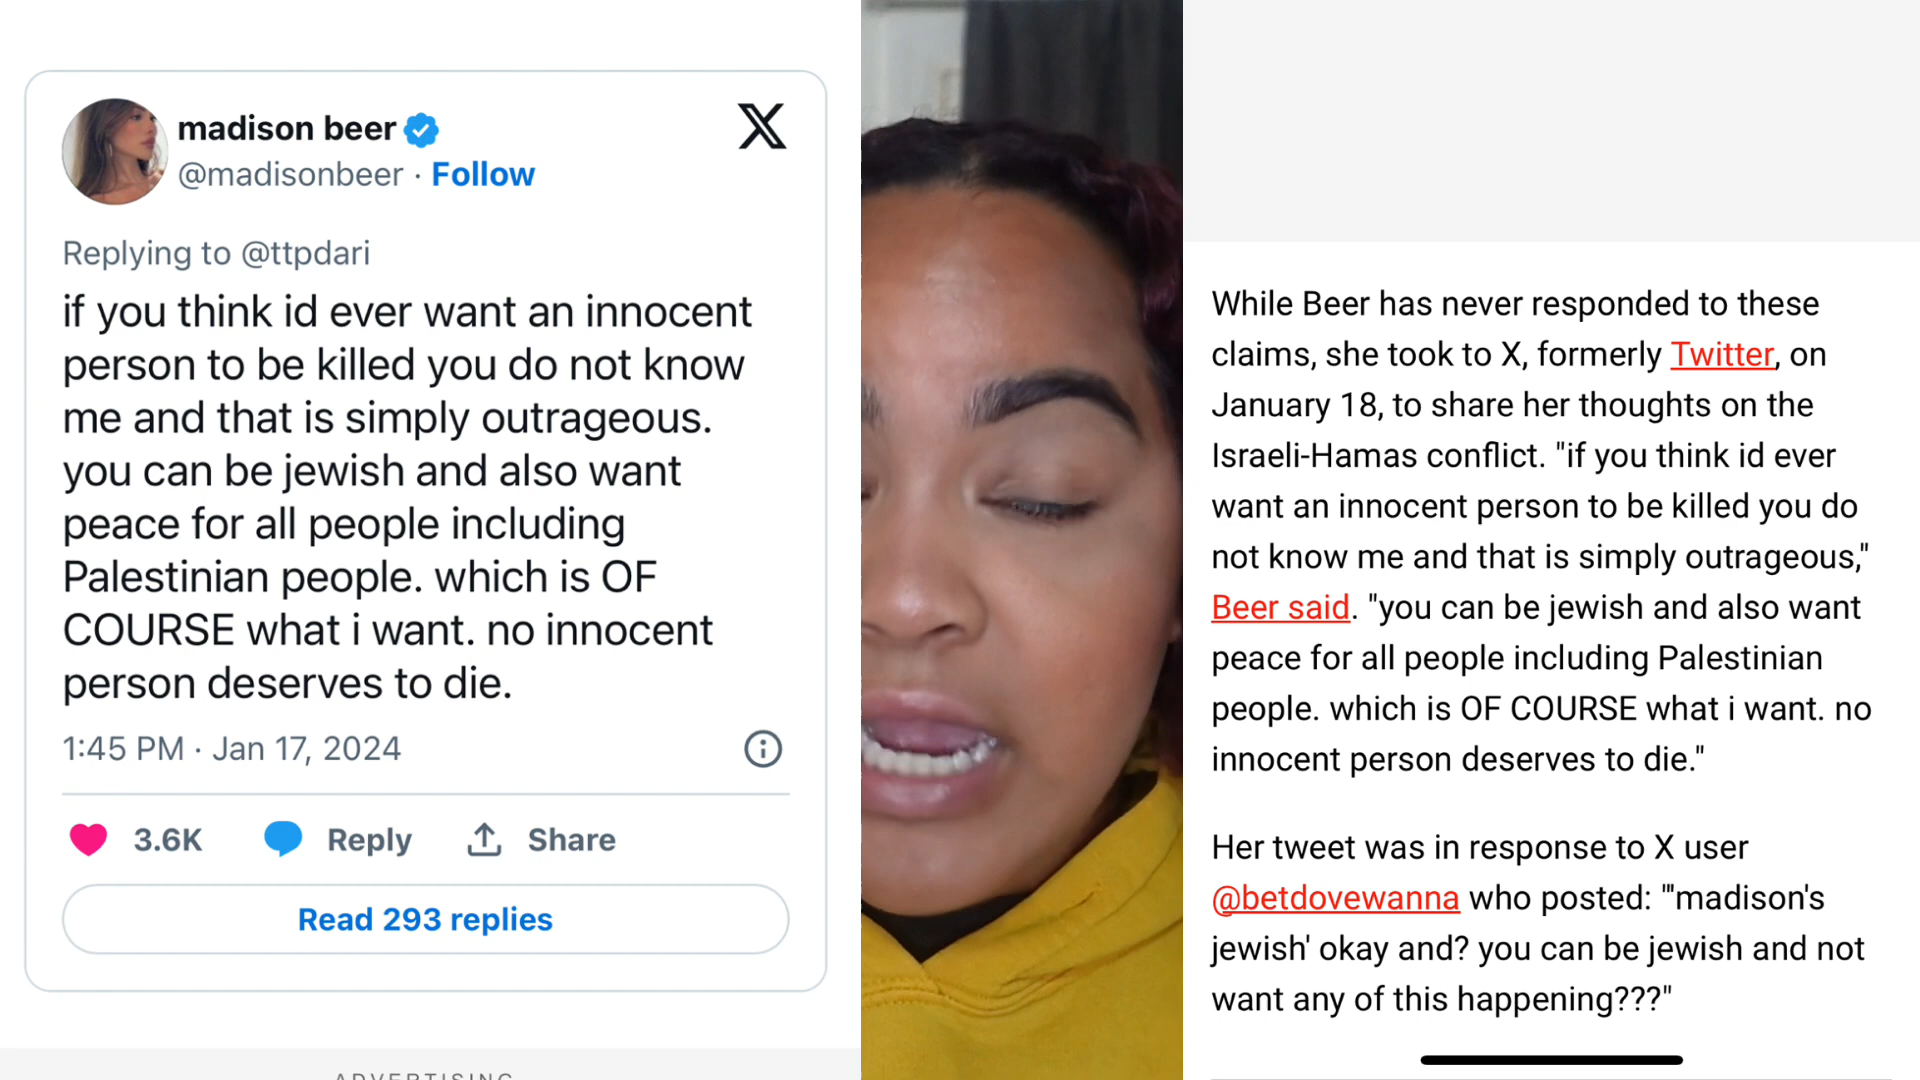 madison beer
@madisonbeer · Follow
Replying to @ttpdari
if you think id ever want an innocent
person to be killed you do not know
me and that is simply outrageous.
you can be jewish and also want
peace for all people including
Palestinian people. which is OF
COURSE what i want. no innocent
person deserves to die.
1:45 PM · Jan 17, 2024
3.6K Reply Share
Read 293 replies
ADVERTISING
While Beer has never responded to these
claims, she took to X, formerly Twitter, on
January 18, to share her thoughts on the
Israeli-Hamas conflict. "if you think id ever
want an innocent person to be killed you do
not know me and that is simply outrageous,"
Beer said. "you can be jewish and also want
peace for all people including Palestinian
people. which is OF COURSE what i want. no
innocent person deserves to die."
Her tweet was in response to X user
@betdovewanna who posted: "'madison's
jewish' okay and? you can be jewish and not
want any of this happening???"